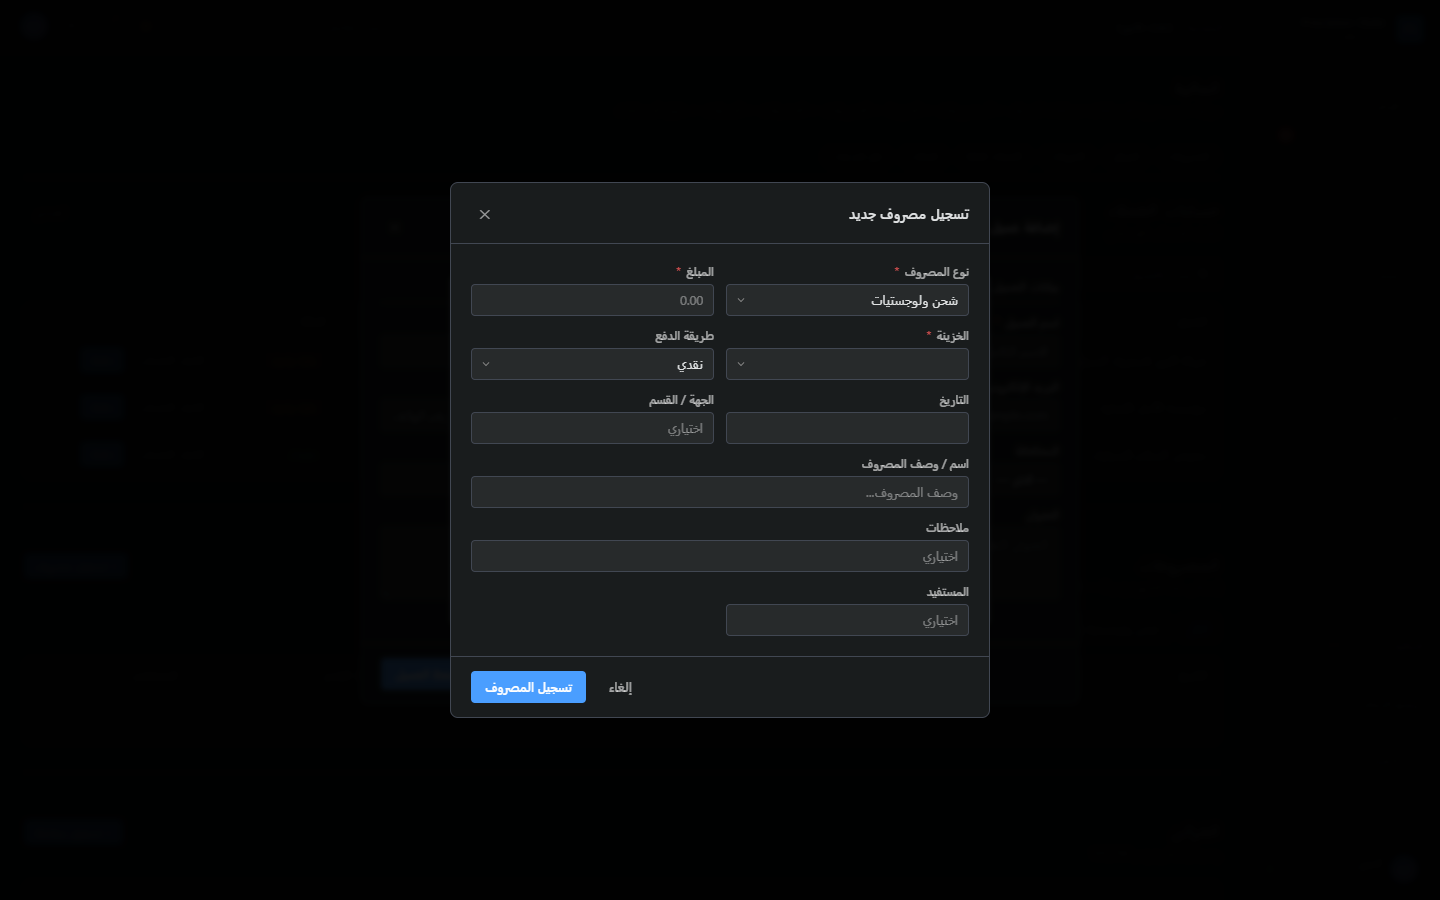 تسجيل مصروف جديد
نوع المصروف *
المبلغ *
شحن ولوجستيات
0.00
الخزينة *
طريقة الدفع
نقدي
التاريخ
الجهة / القسم
اختياري
اسم / وصف المصروف
وصف المصروف...
ملاحظات
اختياري
المستفيد
اختياري
إلغاء
تسجيل المصروف